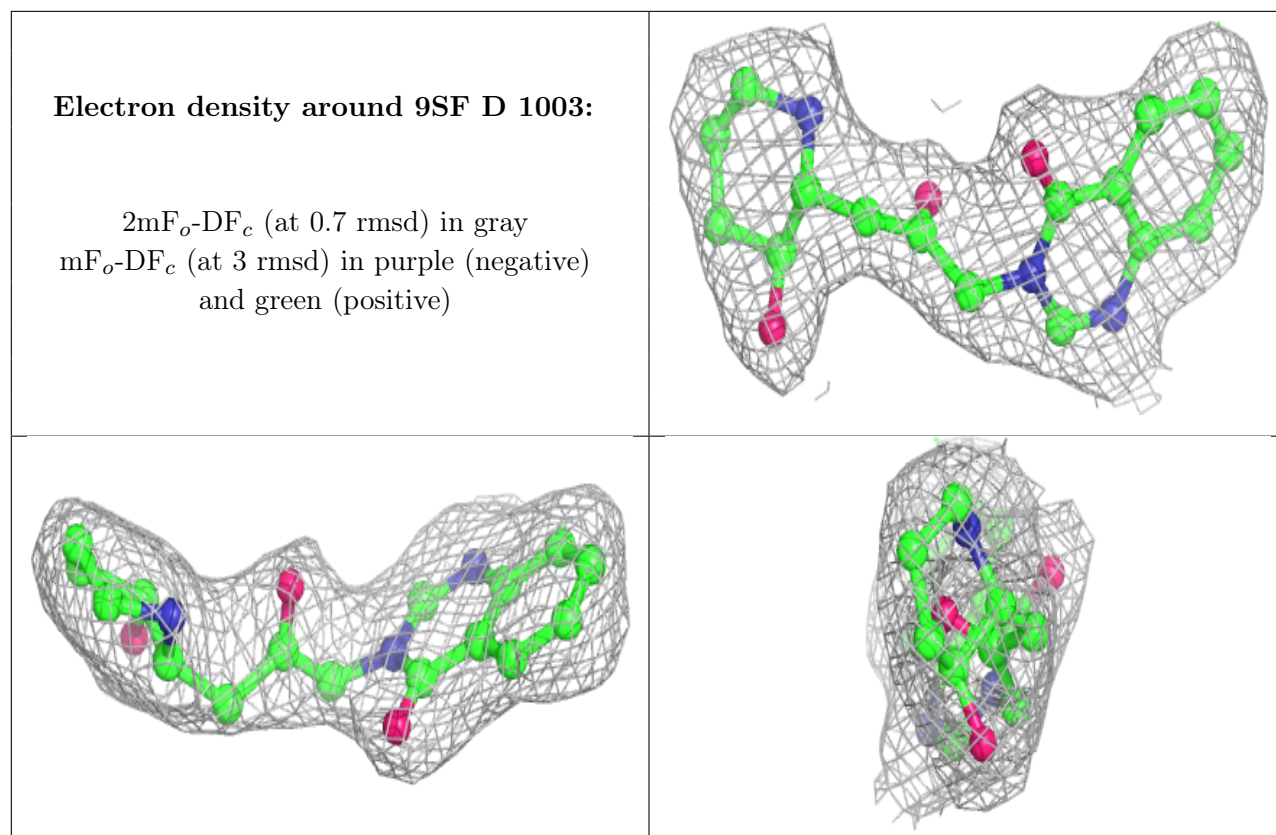 Electron density around 9SF D 1003:
2mFo-DFc (at 0.7 rmsd) in gray
mFo-DFc (at 3 rmsd) in purple (negative)
and green (positive)